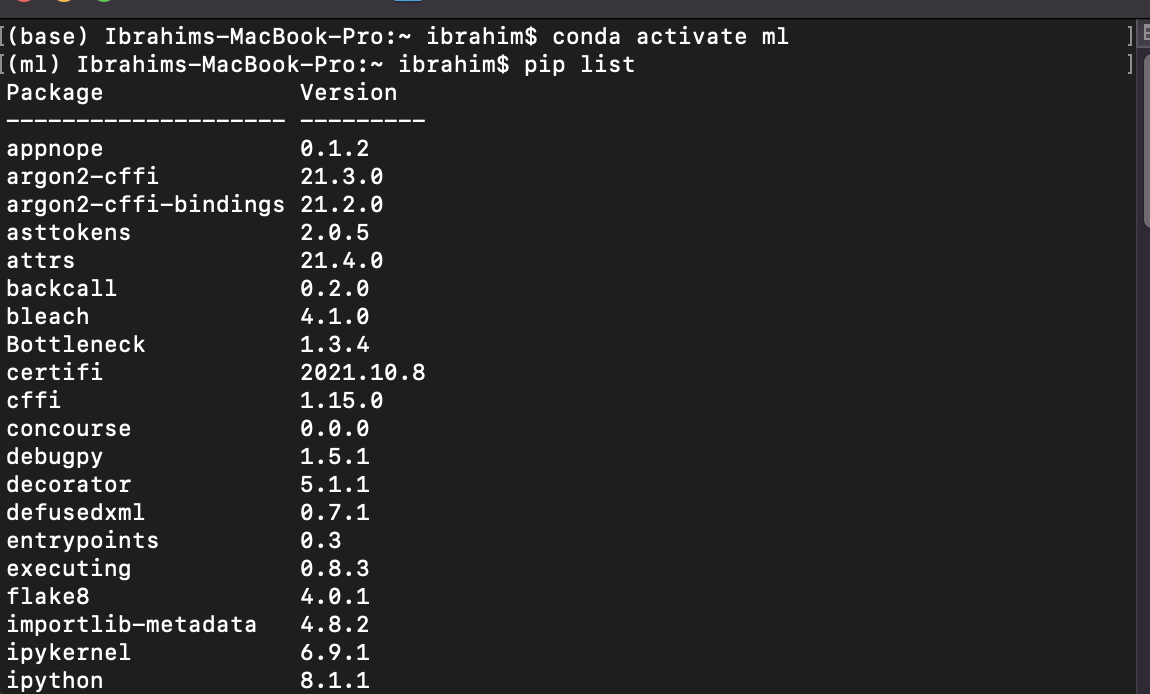 [(base) Ibrahims-MacBook-Pro:~ ibrahim$ conda activate ml ]
[(ml) Ibrahims-MacBook-Pro:~ ibrahim$ pip list ]
Package Version
-------------------- ---------
appnope 0.1.2
argon2-cffi 21.3.0
argon2-cffi-bindings 21.2.0
asttokens 2.0.5
attrs 21.4.0
backcall 0.2.0
bleach 4.1.0
Bottleneck 1.3.4
certifi 2021.10.8
cffi 1.15.0
concourse 0.0.0
debugpy 1.5.1
decorator 5.1.1
defusedxml 0.7.1
entrypoints 0.3
executing 0.8.3
flake8 4.0.1
importlib-metadata 4.8.2
ipykernel 6.9.1
ipython 8.1.1